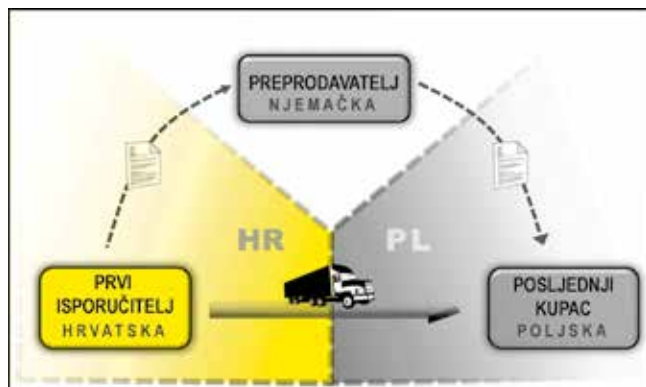 PREPRODAVATELJ
NJEMAČKA
HR
PL
PRVI
ISPORUČITELJ
HRVATSKA
POSLJEDNJI
KUPAC
POLJSKA